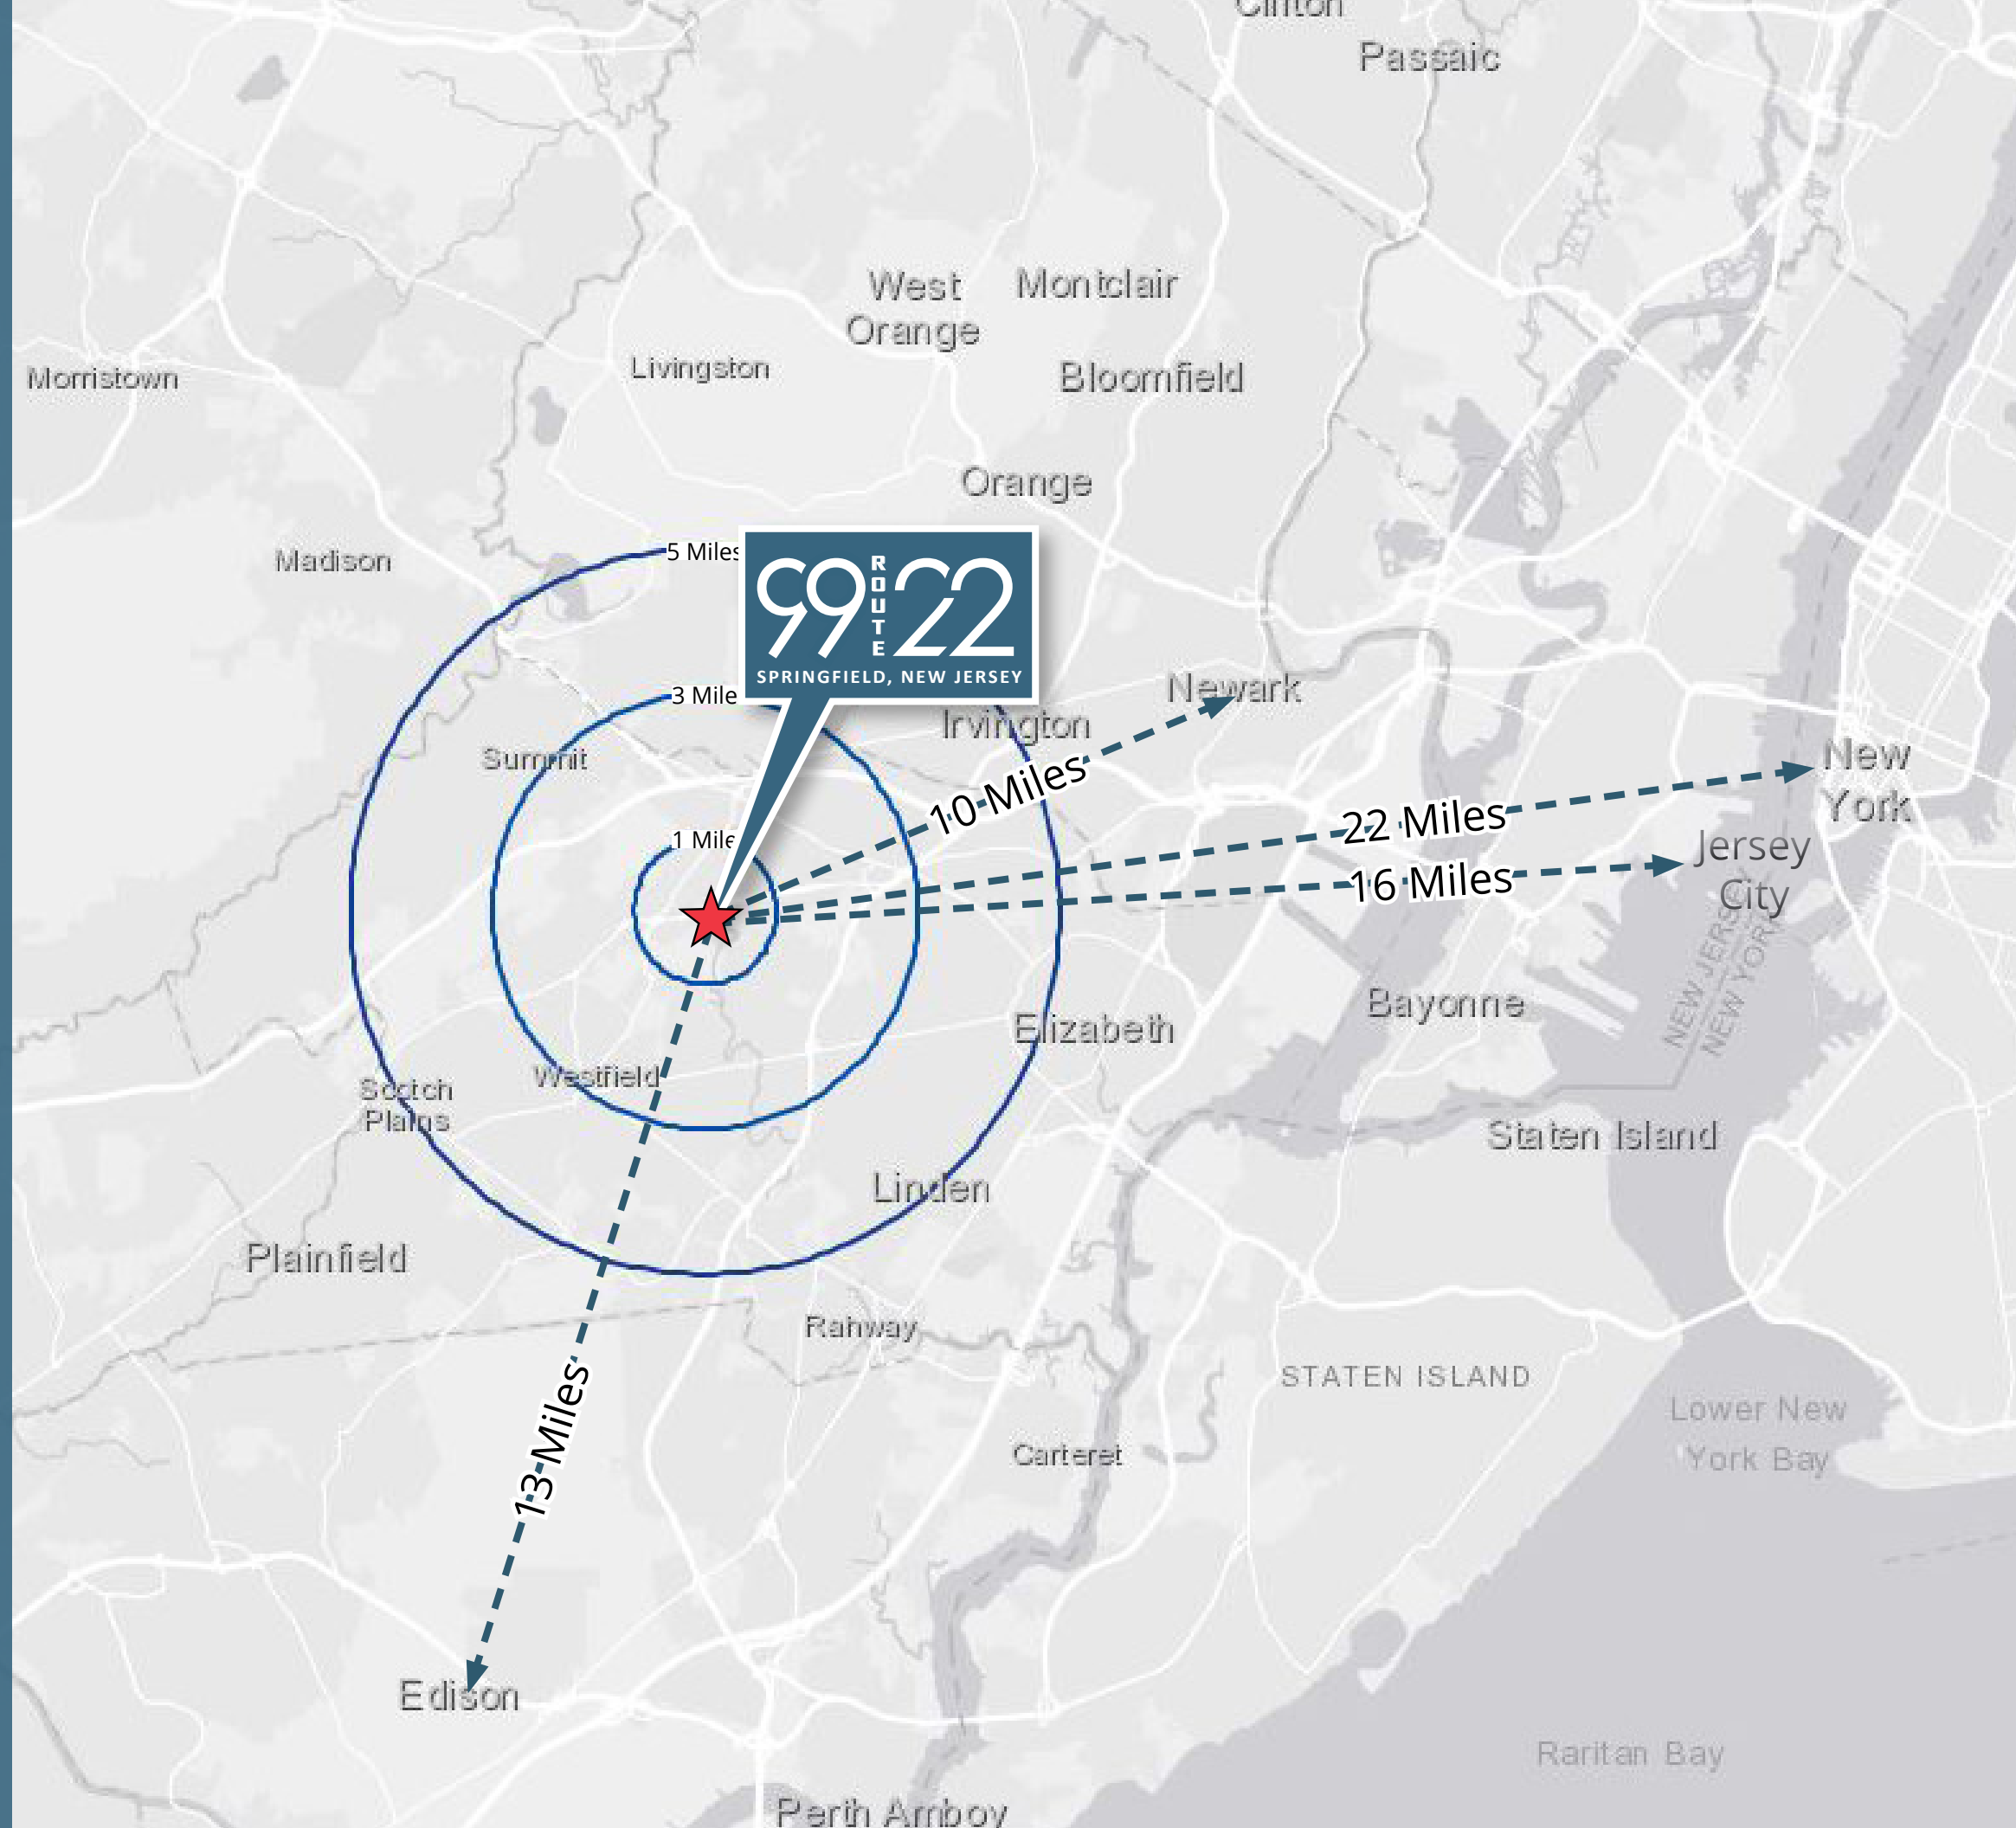 Clifton
Passaic
West
Orange
Montclair
Morristown
Livingston
Bloomfield
Orange
Madison
5 Miles
99 ROUTE 22
SPRINGFIELD, NEW JERSEY
3 Mile
Newark
Irvington
Summit
10 Miles
New
York
22 Miles
1 Mile
Jersey
City
16 Miles
NEW JERSEY
NEW YORK
Bayonne
Elizabeth
Westfield
Scotch
Plains
Staten Island
Linden
Plainfield
Rahway
STATEN ISLAND
13 Miles
Lower New
York Bay
Carteret
Edison
Raritan Bay
Perth Amboy